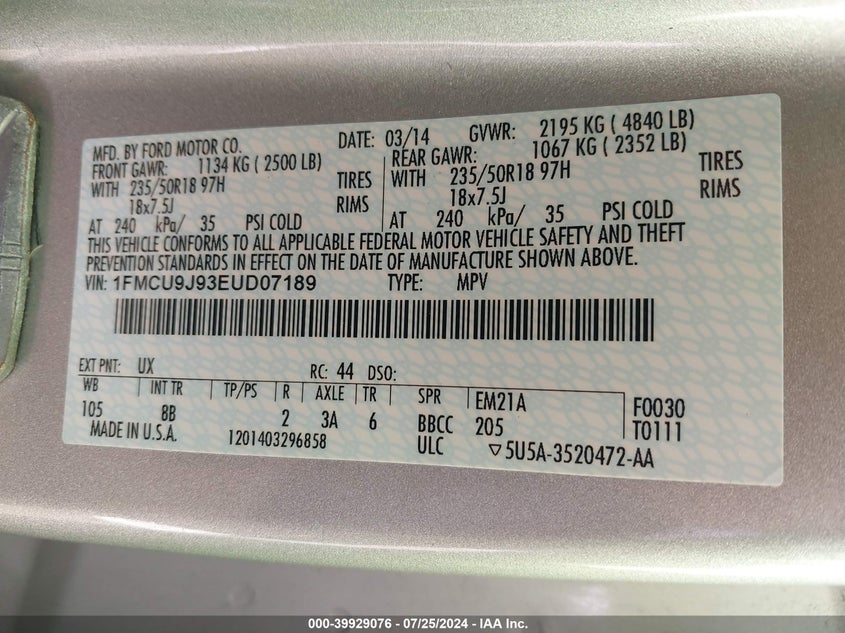 MFD. BY FORD MOTOR CO. DATE: 03/14 GVWR: 2195 KG ( 4840 LB)
FRONT GAWR: 1134 KG ( 2500 LB) REAR GAWR: 1067 KG ( 2352 LB)
WITH 235/50R18 97H TIRES WITH 235/50R18 97H TIRES
18x7.5J RIMS 18x7.5J RIMS
AT 240 kPa/ 35 PSI COLD AT 240 kPa/ 35 PSI COLD
THIS VEHICLE CONFORMS TO ALL APPLICABLE FEDERAL MOTOR VEHICLE SAFETY AND THEFT
PREVENTION STANDARDS IN EFFECT ON THE DATE OF MANUFACTURE SHOWN ABOVE.
VIN: 1FMCU9J93EUD07189 TYPE: MPV
EXT PNT: UX RC: 44 DSO:
WB INT TR TP/PS R AXLE TR SPR EM21A F0030
105 8B 2 3A 6 BBCC 205 T0111
MADE IN U.S.A. 1201403296858 ULC ▽5U5A-3520472-AA
000-39929076 - 07/25/2024 - IAA Inc.